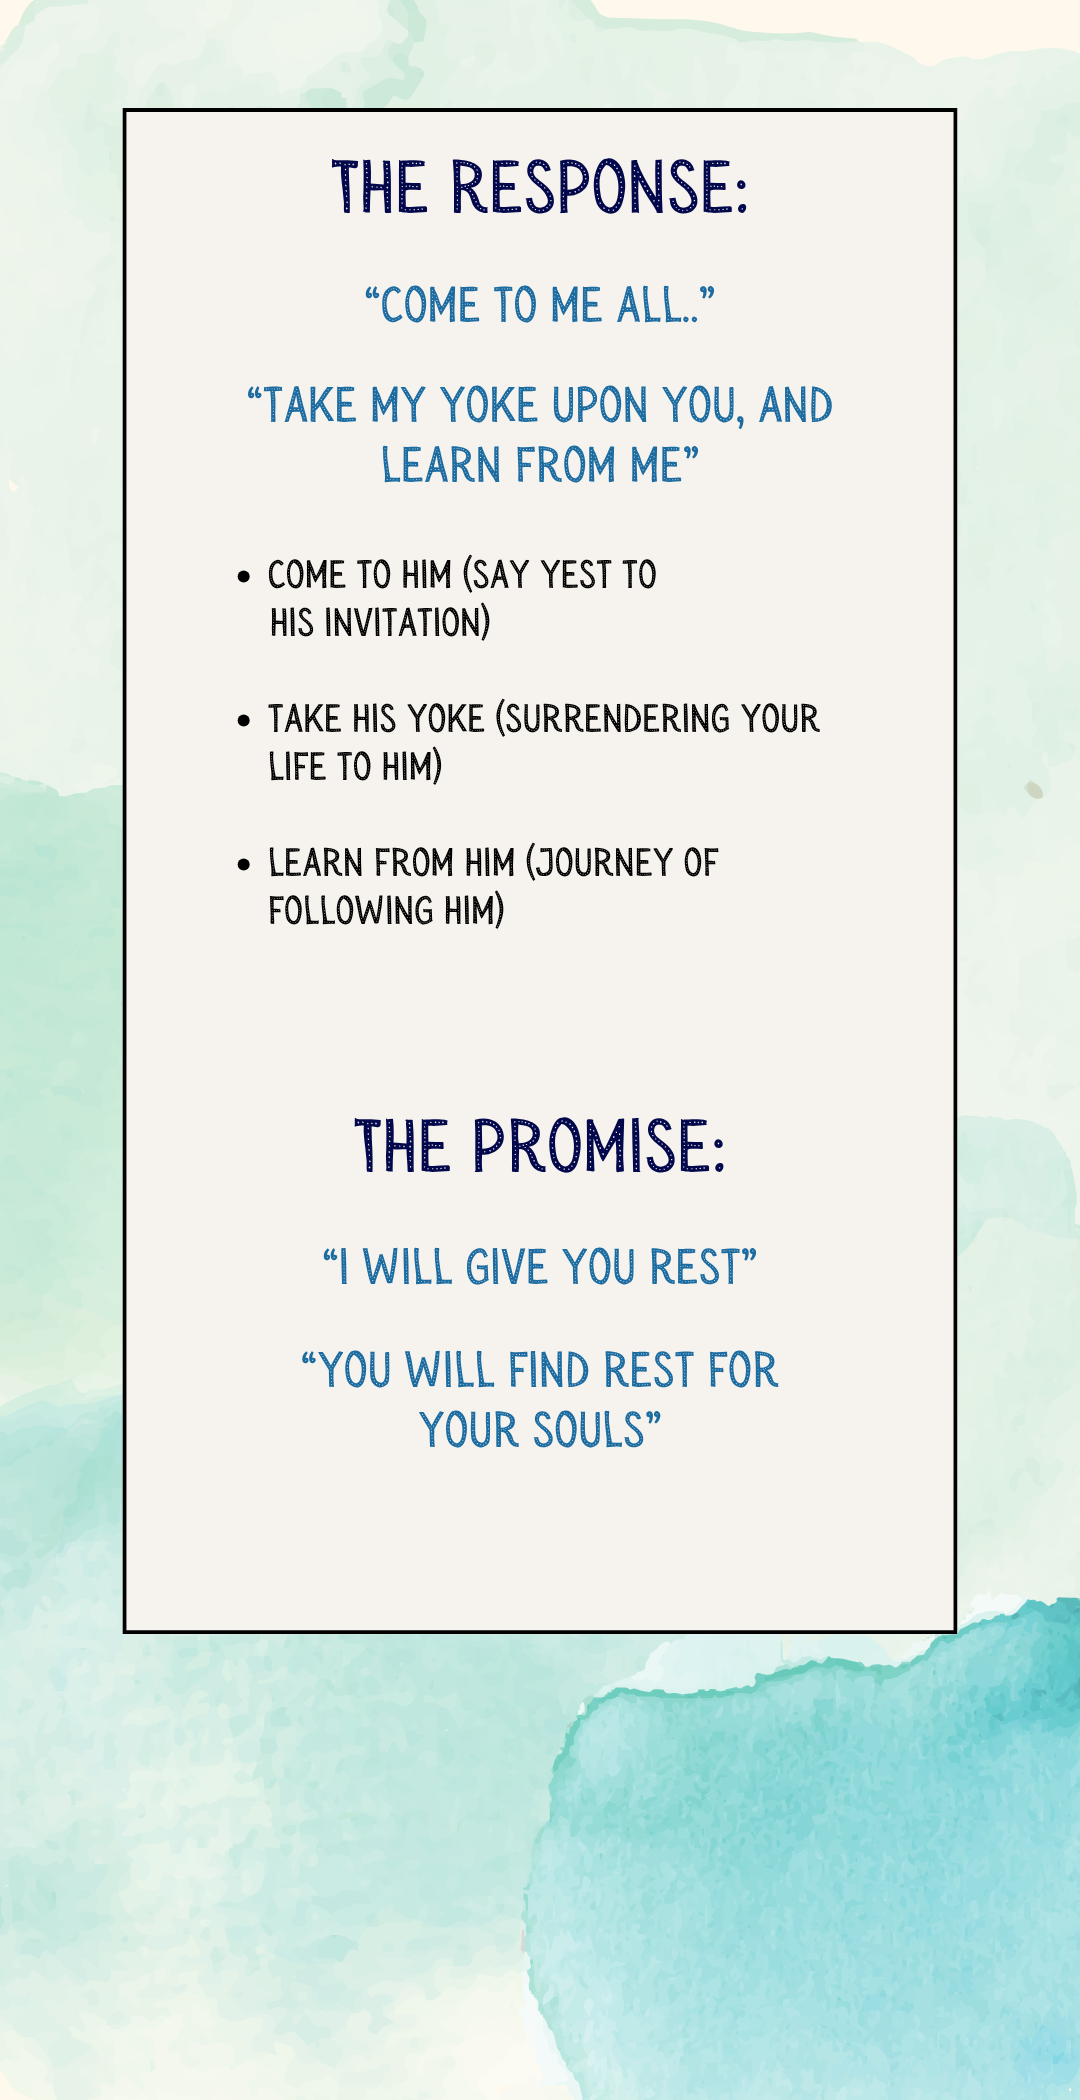 THE RESPONSE:
“COME TO ME ALL..”
“TAKE MY YOKE UPON YOU, AND
LEARN FROM ME”
• COME TO HIM (SAY YEST TO
HIS INVITATION)
• TAKE HIS YOKE (SURRENDERING YOUR
LIFE TO HIM)
• LEARN FROM HIM (JOURNEY OF
FOLLOWING HIM)
THE PROMISE:
“I WILL GIVE YOU REST”
“YOU WILL FIND REST FOR
YOUR SOULS”